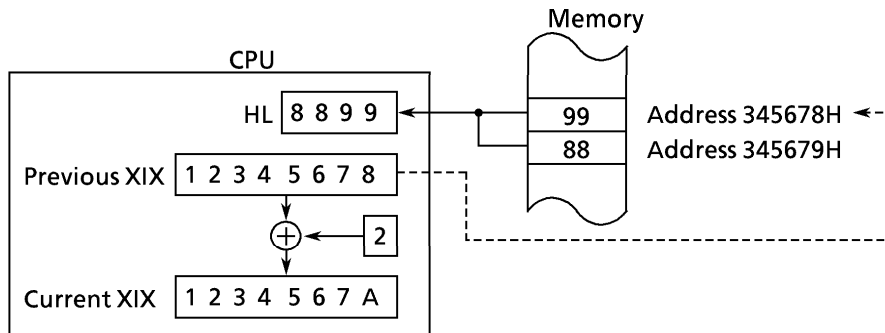 Memory
CPU
HL 8 8 9 9
99 Address 345678H
88 Address 345679H
Previous XIX 1 2 3 4 5 6 7 8
+ 2
Current XIX 1 2 3 4 5 6 7 A